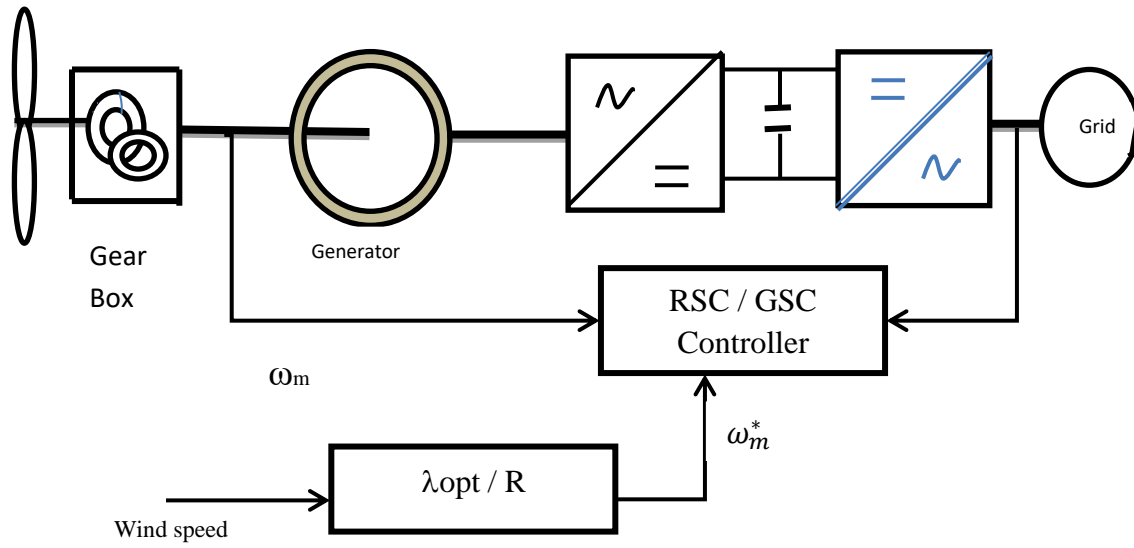 Grid
Generator
Gear
Box
RSC / GSC
Controller
ωm
ω*m
λopt / R
Wind speed